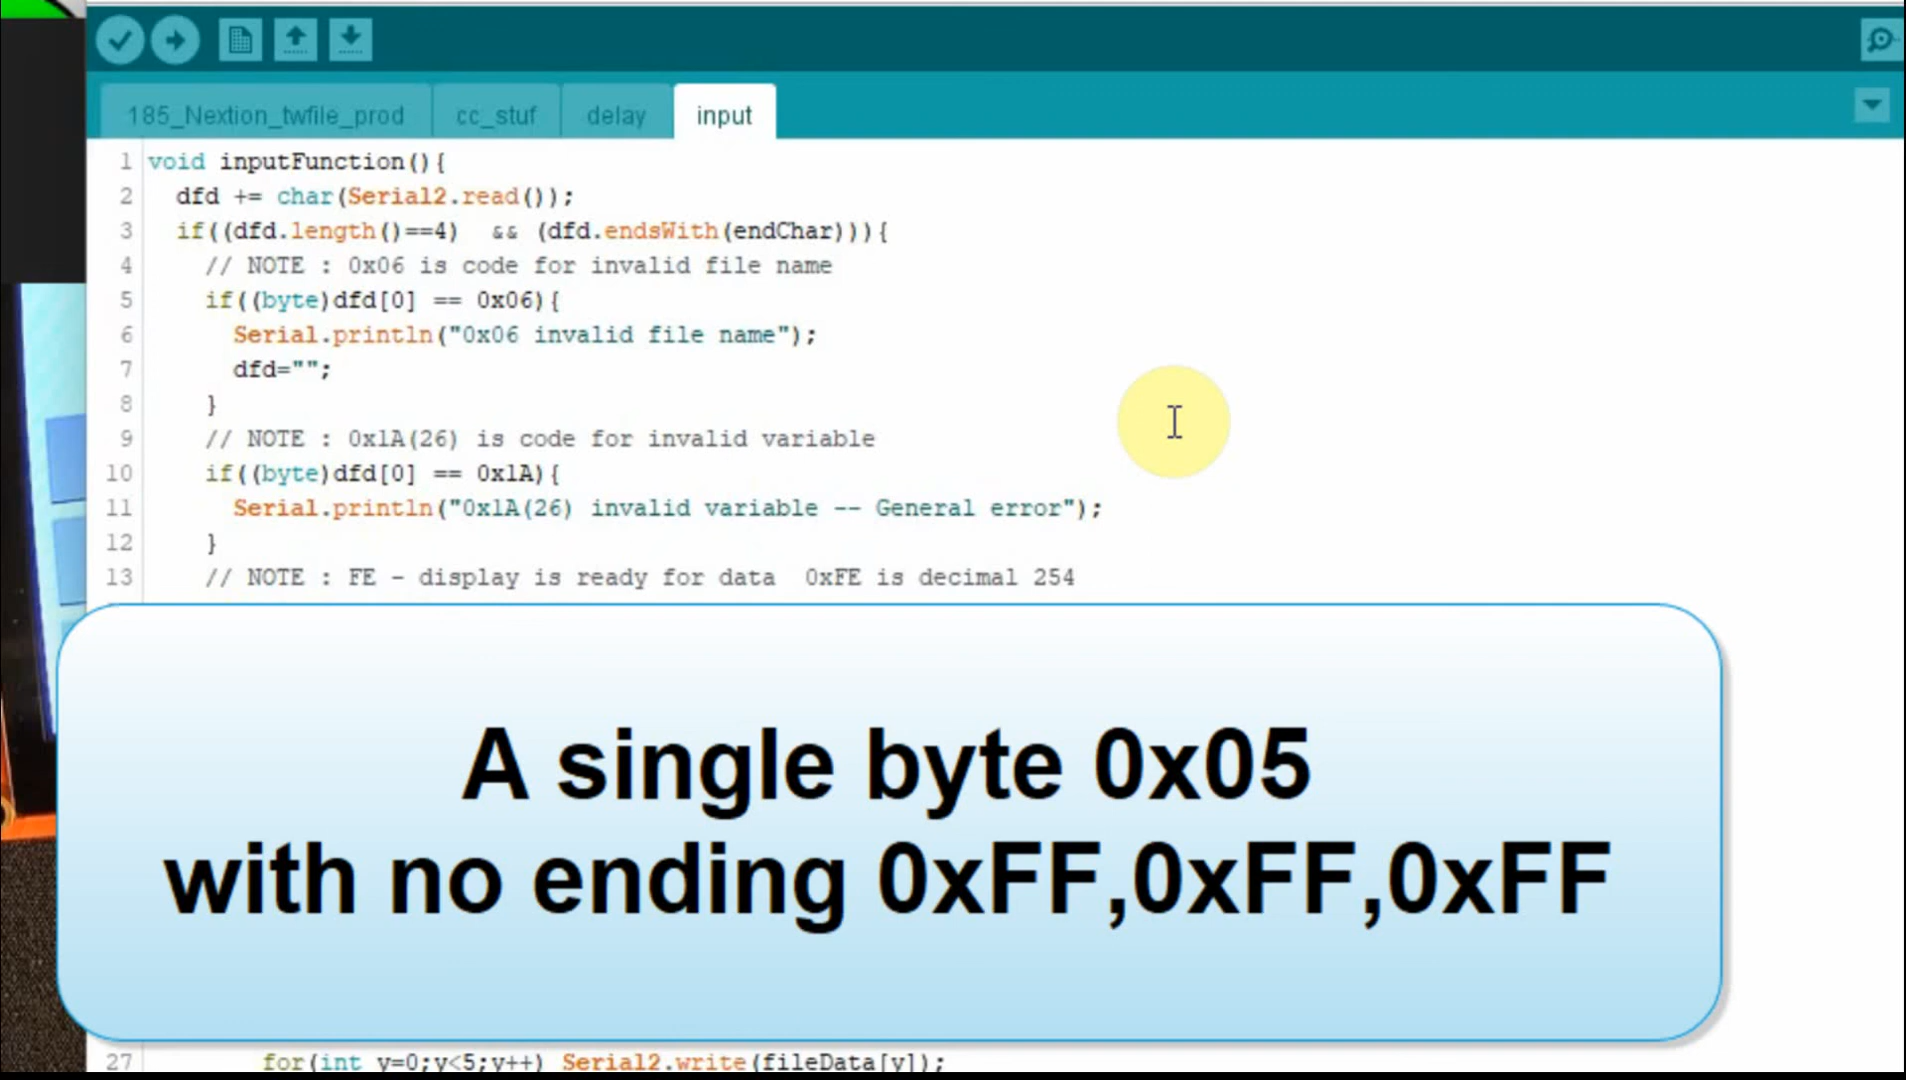 185_Nextion_twfile_prod cc_stuf delay input
1 void inputFunction(){
2 dfd += char(Serial2.read());
3 if((dfd.length()==4) && (dfd.endsWith(endChar))){
4 // NOTE : 0x06 is code for invalid file name
5 if((byte)dfd[0] == 0x06){
6 Serial.println("0x06 invalid file name");
7 dfd="";
8 }
9 // NOTE : 0x1A(26) is code for invalid variable
10 if((byte)dfd[0] == 0x1A){
11 Serial.println("0x1A(26) invalid variable -- General error");
12 }
13 // NOTE : FE - display is ready for data 0xFE is decimal 254
A single byte 0x05
with no ending 0xFF,0xFF,0xFF
27 for(int y=0;y<5;y++) Serial2.write(fileData[y]);